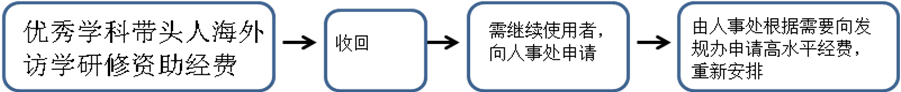 优秀学科带头人海外
访学研修资助经费
收回
需继续使用者，
向人事处申请
由人事处根据需要向发
规办申请高水平经费，
重新安排